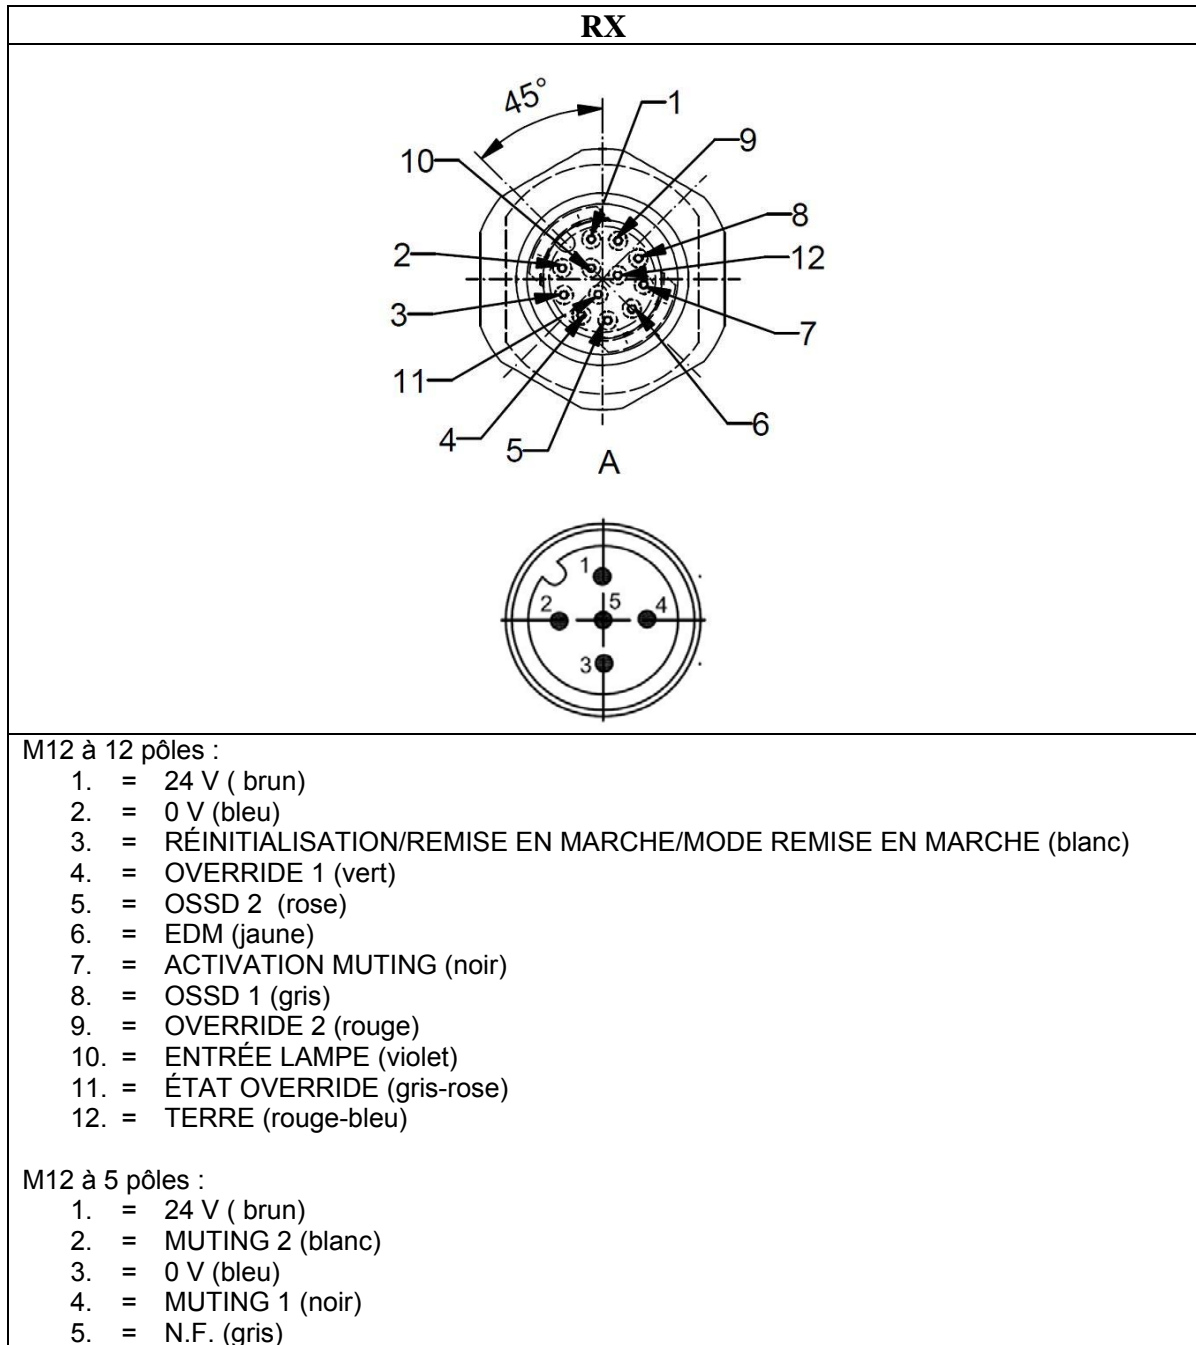 RX
45°
1
9
10
8
2
12
3
7
11
6
4
5
A
1
2
5
4
3
M12 à 12 pôles :
1. = 24 V ( brun)
2. = 0 V (bleu)
3. = RÉINITIALISATION/REMISE EN MARCHE/MODE REMISE EN MARCHE (blanc)
4. = OVERRIDE 1 (vert)
5. = OSSD 2 (rose)
6. = EDM (jaune)
7. = ACTIVATION MUTING (noir)
8. = OSSD 1 (gris)
9. = OVERRIDE 2 (rouge)
10. = ENTRÉE LAMPE (violet)
11. = ÉTAT OVERRIDE (gris-rose)
12. = TERRE (rouge-bleu)
M12 à 5 pôles :
1. = 24 V ( brun)
2. = MUTING 2 (blanc)
3. = 0 V (bleu)
4. = MUTING 1 (noir)
5. = N.F. (gris)